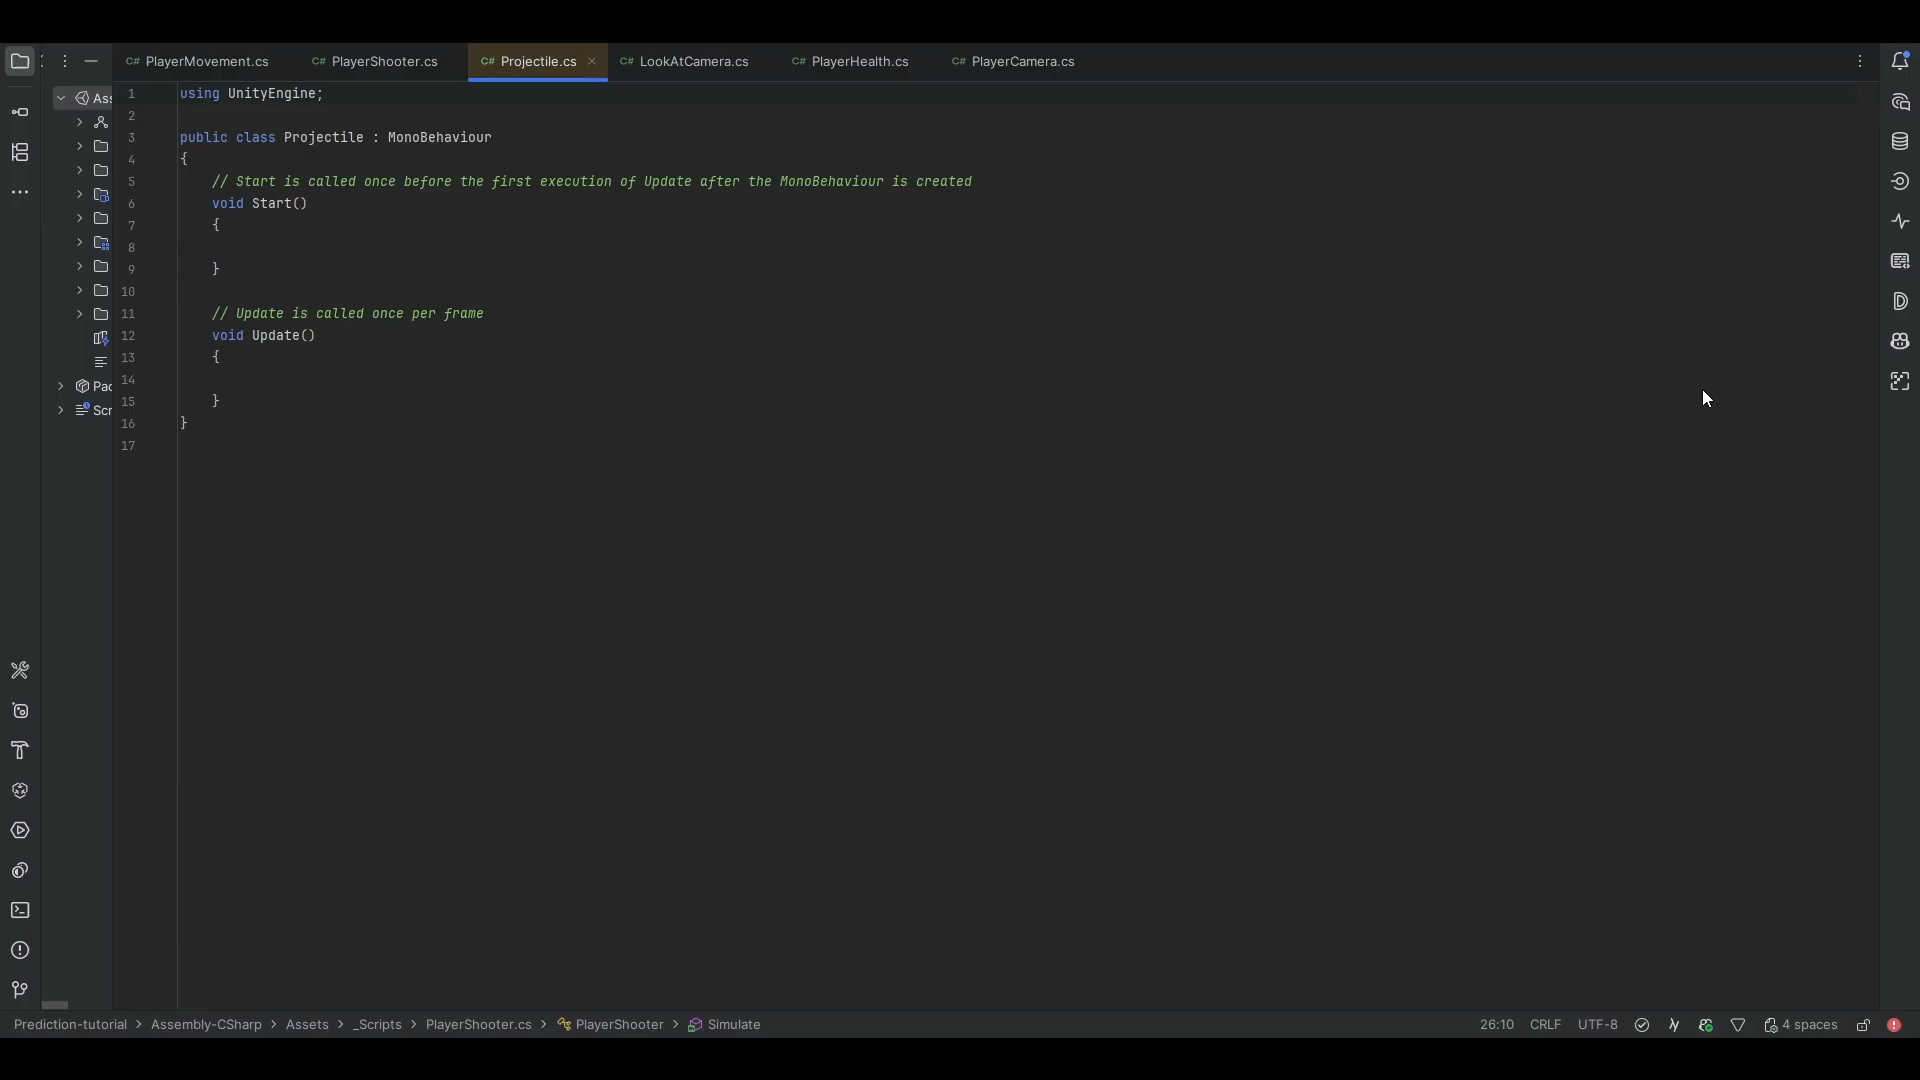 C# PlayerMovement.cs C# PlayerShooter.cs C# Projectile.cs × C# LookAtCamera.cs C# PlayerHealth.cs C# PlayerCamera.cs
Ass
Pac
Scr
1 using UnityEngine;
2
3 public class Projectile : MonoBehaviour
4 {
5     // Start is called once before the first execution of Update after the MonoBehaviour is created
6     void Start()
7     {
8
9     }
10
11     // Update is called once per frame
12     void Update()
13     {
14
15     }
16 }
17
Prediction-tutorial > Assembly-CSharp > Assets > _Scripts > PlayerShooter.cs > PlayerShooter > Simulate 26:10 CRLF UTF-8 4 spaces